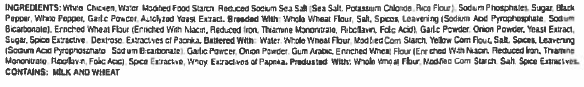 INGREDIENTS: White Chicken, Water, Modified Food Starch, Reduced Sodium Sea Salt (Sea Salt, Potassium Chloride, Rice Flour), Sodium Phosphates, Sugar, Black
Pepper, White Pepper, Garlic Powder, Autolyzed Yeast Extract. Breaded With: Whole Wheat Flour, Salt, Spices, Leavening (Sodium Acid Pyrophosphate, Sodium
Bicarbonate), Enriched Wheat Flour (Enriched With Niacin, Reduced Iron, Thiamine Mononitrate, Riboflavin, Folic Acid), Garlic Powder, Onion Powder, Yeast Extract,
Sugar, Spice Extractive, Dextrose, Extractives of Paprika. Battered With: Water, Whole Wheat Flour, Modified Corn Starch, Yellow Corn Flour, Salt, Spices, Leavening
(Sodium Acid Pyrophosphate, Sodium Bicarbonate), Garlic Powder, Onion Powder, Gum Arabic, Enriched Wheat Flour (Enriched With Niacin, Reduced Iron, Thiamine
Mononitrate, Riboflavin, Folic Acid), Spice Extractive, Whey, Extractives of Paprika. Predusted With: Whole Wheat Flour, Modified Corn Starch, Salt, Spice Extractives.
CONTAINS: MILK AND WHEAT